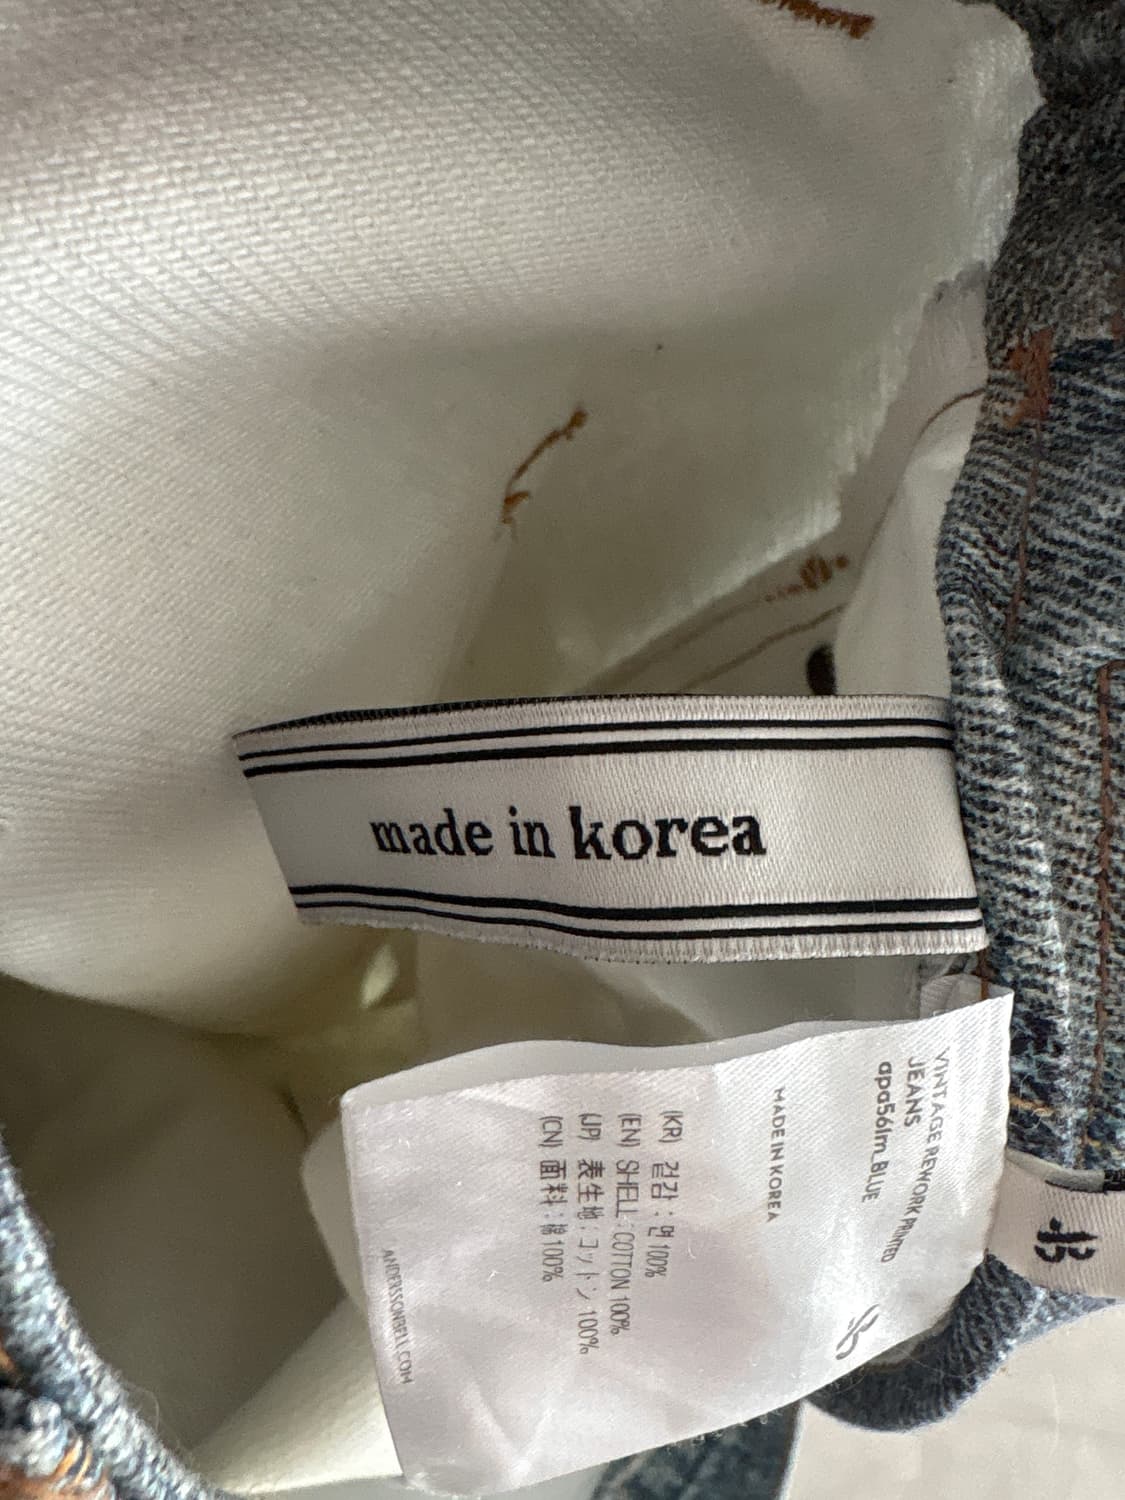 made in korea
VINTAGE REWORK PRINTED
JEANS
apa561m_BLUE
MADE IN KOREA
(KR) 겉감 : 면 100%
(EN) SHELL : COTTON 100%
(JP) 表生地 : コットン 100%
(CN) 面料 : 棉 100%
ANDERSSONBELL.COM